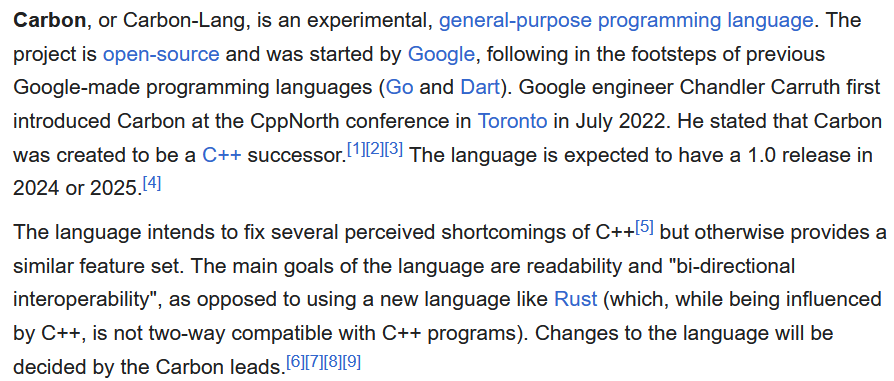 Carbon, or Carbon-Lang, is an experimental, general-purpose programming language. The
project is open-source and was started by Google, following in the footsteps of previous
Google-made programming languages (Go and Dart). Google engineer Chandler Carruth first
introduced Carbon at the CppNorth conference in Toronto in July 2022. He stated that Carbon
was created to be a C++ successor.[1][2][3] The language is expected to have a 1.0 release in
2024 or 2025.[4]
The language intends to fix several perceived shortcomings of C++[5] but otherwise provides a
similar feature set. The main goals of the language are readability and "bi-directional
interoperability", as opposed to using a new language like Rust (which, while being influenced
by C++, is not two-way compatible with C++ programs). Changes to the language will be
decided by the Carbon leads.[6][7][8][9]